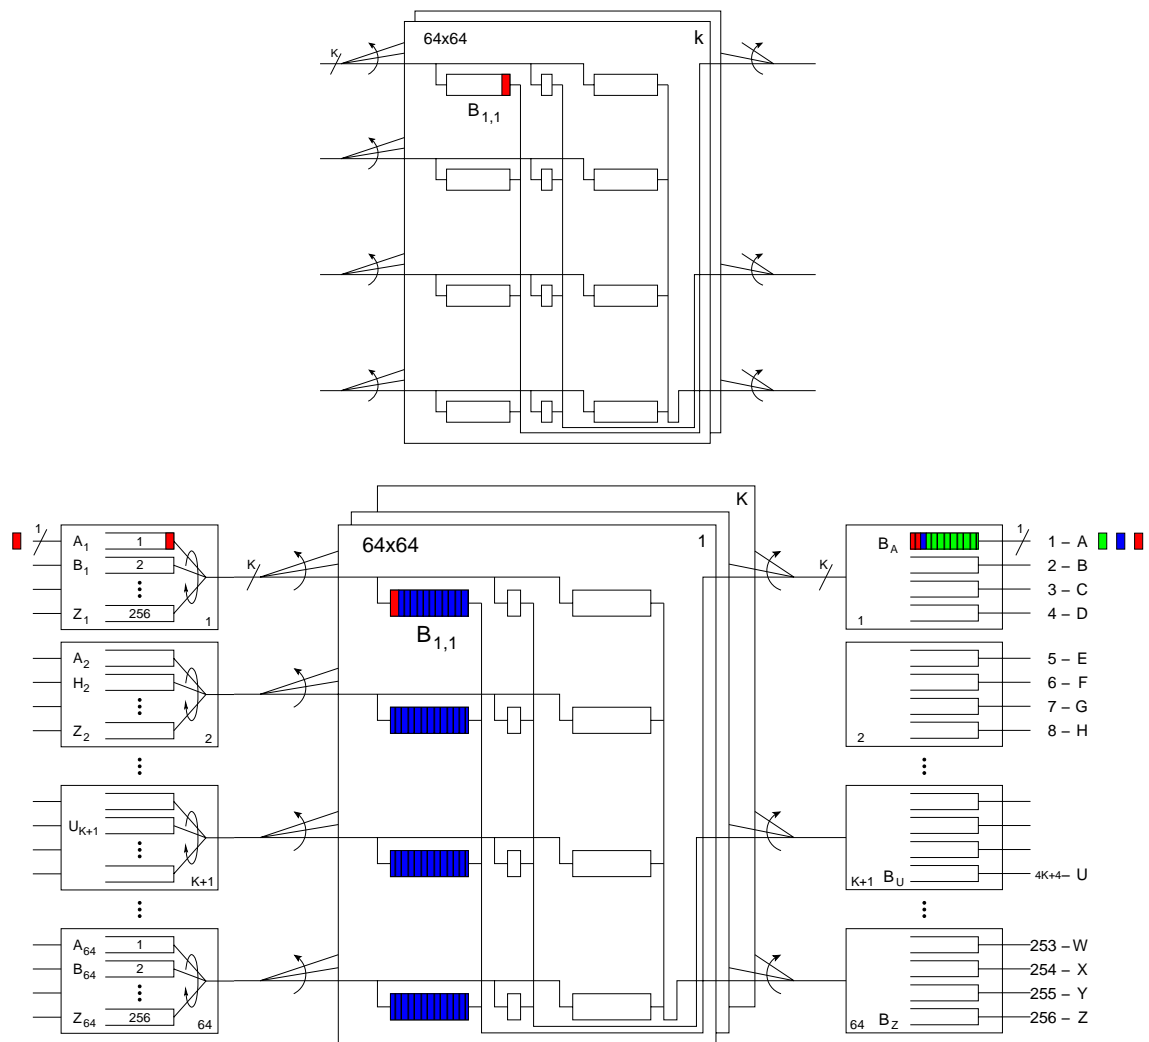 64x64 k
K
B1,1
K
1 1
64x64 1
A1 1 BA 1 – A
B1 2 K K 2 – B
3 – C
Z1 256 4 – D
1 1
B1,1
A2 5 – E
H2 6 – F
7 – G
Z2 8 – H
2 2
UK+1
K+1 K+1 BU 4K+4 – U
A64 1 253 – W
B64 2 254 – X
255 – Y
Z64 256 256 – Z
64 64 BZ